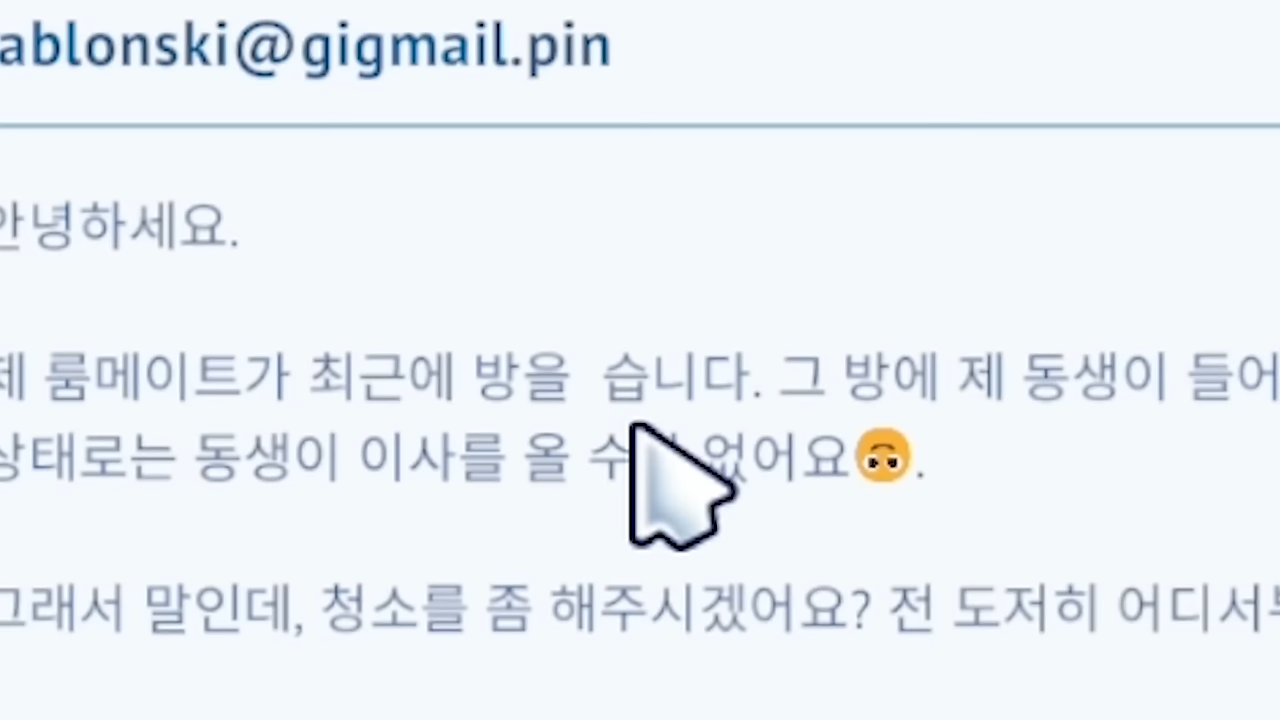 ablonski@gigmail.pin
안녕하세요.
제 룸메이트가 최근에 방을 습니다. 그 방에 제 동생이 들어
상태로는 동생이 이사를 올 수 없어요🙃.
그래서 말인데, 청소를 좀 해주시겠어요? 전 도저히 어디서